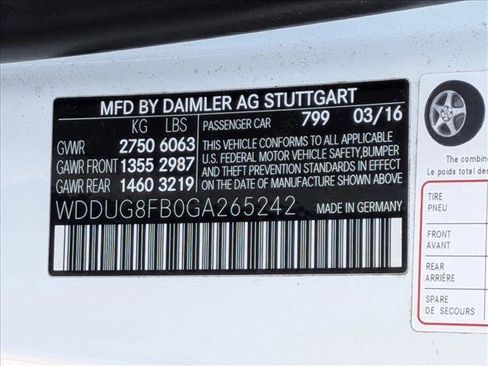 MFD BY DAIMLER AG STUTTGART
KG LBS PASSENGER CAR 799 03/16
GVWR 2750 6063
GAWR FRONT 1355 2987
GAWR REAR 1460 3219
THIS VEHICLE CONFORMS TO ALL APPLICABLE
U.S. FEDERAL MOTOR VEHICLE SAFETY,BUMPER
AND THEFT PREVENTION STANDARDS IN EFFECT
ON THE DATE OF MANUFACTURE SHOWN ABOVE.
WDDUG8FB0GA265242 MADE IN GERMANY
The combine
Le poids total des
TIRE
PNEU
FRONT
AVANT
REAR
ARRIÈRE
SPARE
DE SECOURS